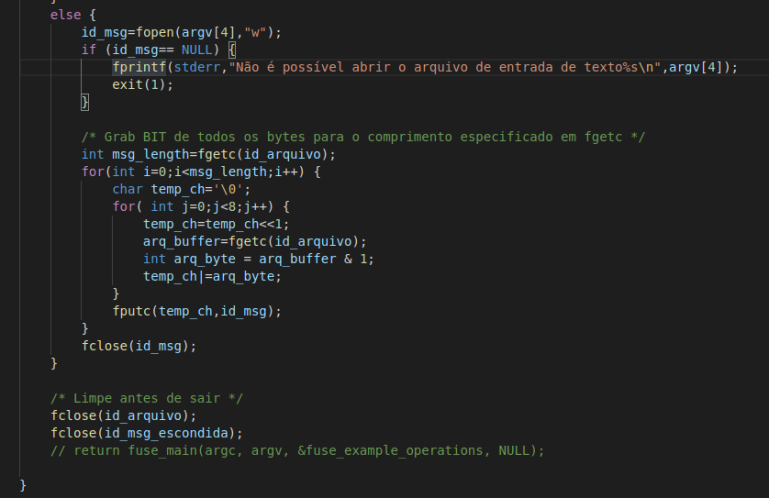 else {
id_msg=fopen(argv[4],"w");
if (id_msg== NULL) {
fprintf(stderr,"Não é possível abrir o arquivo de entrada de texto%s\n",argv[4]);
exit(1);
}
/* Grab BIT de todos os bytes para o comprimento especificado em fgetc */
int msg_length=fgetc(id_arquivo);
for(int i=0;i<msg_length;i++) {
char temp_ch='\0';
for( int j=0;j<8;j++) {
temp_ch=temp_ch<<1;
arq_buffer=fgetc(id_arquivo);
int arq_byte = arq_buffer & 1;
temp_ch|=arq_byte;
}
fputc(temp_ch,id_msg);
}
fclose(id_msg);
}
/* Limpe antes de sair */
fclose(id_arquivo);
fclose(id_msg_escondida);
// return fuse_main(argc, argv, &fuse_example_operations, NULL);
}